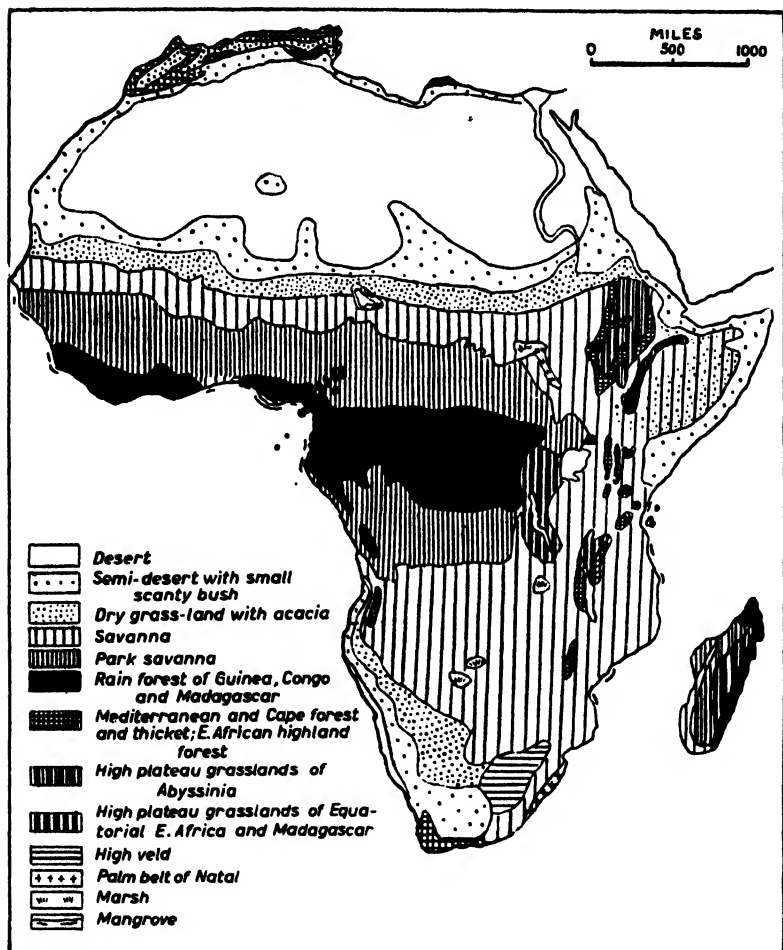 MILES
0 500 1000
Desert
Semi-desert with small
scanty bush
Dry grass-land with acacia
Savanna
Park savanna
Rain forest of Guinea, Congo
and Madagascar
Mediterranean and Cape forest
and thicket; E. African highland
forest
High plateau grasslands of
Abyssinia
High plateau grasslands of Equa-
torial E. Africa and Madagascar
High veld
Palm belt of Natal
Marsh
Mangrove